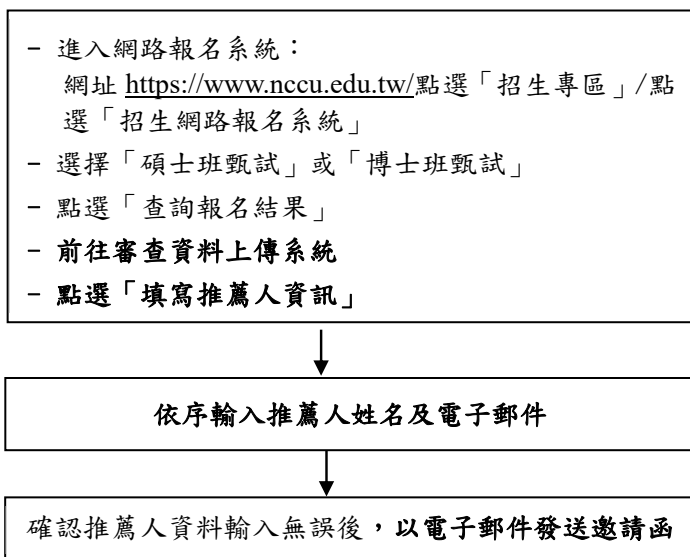 - 進入網路報名系統：
網址 https://www.nccu.edu.tw/點選「招生專區」/點
選「招生網路報名系統」
- 選擇「碩士班甄試」或「博士班甄試」
- 點選「查詢報名結果」
- 前往審查資料上傳系統
- 點選「填寫推薦人資訊」
依序輸入推薦人姓名及電子郵件
確認推薦人資料輸入無誤後，以電子郵件發送邀請函